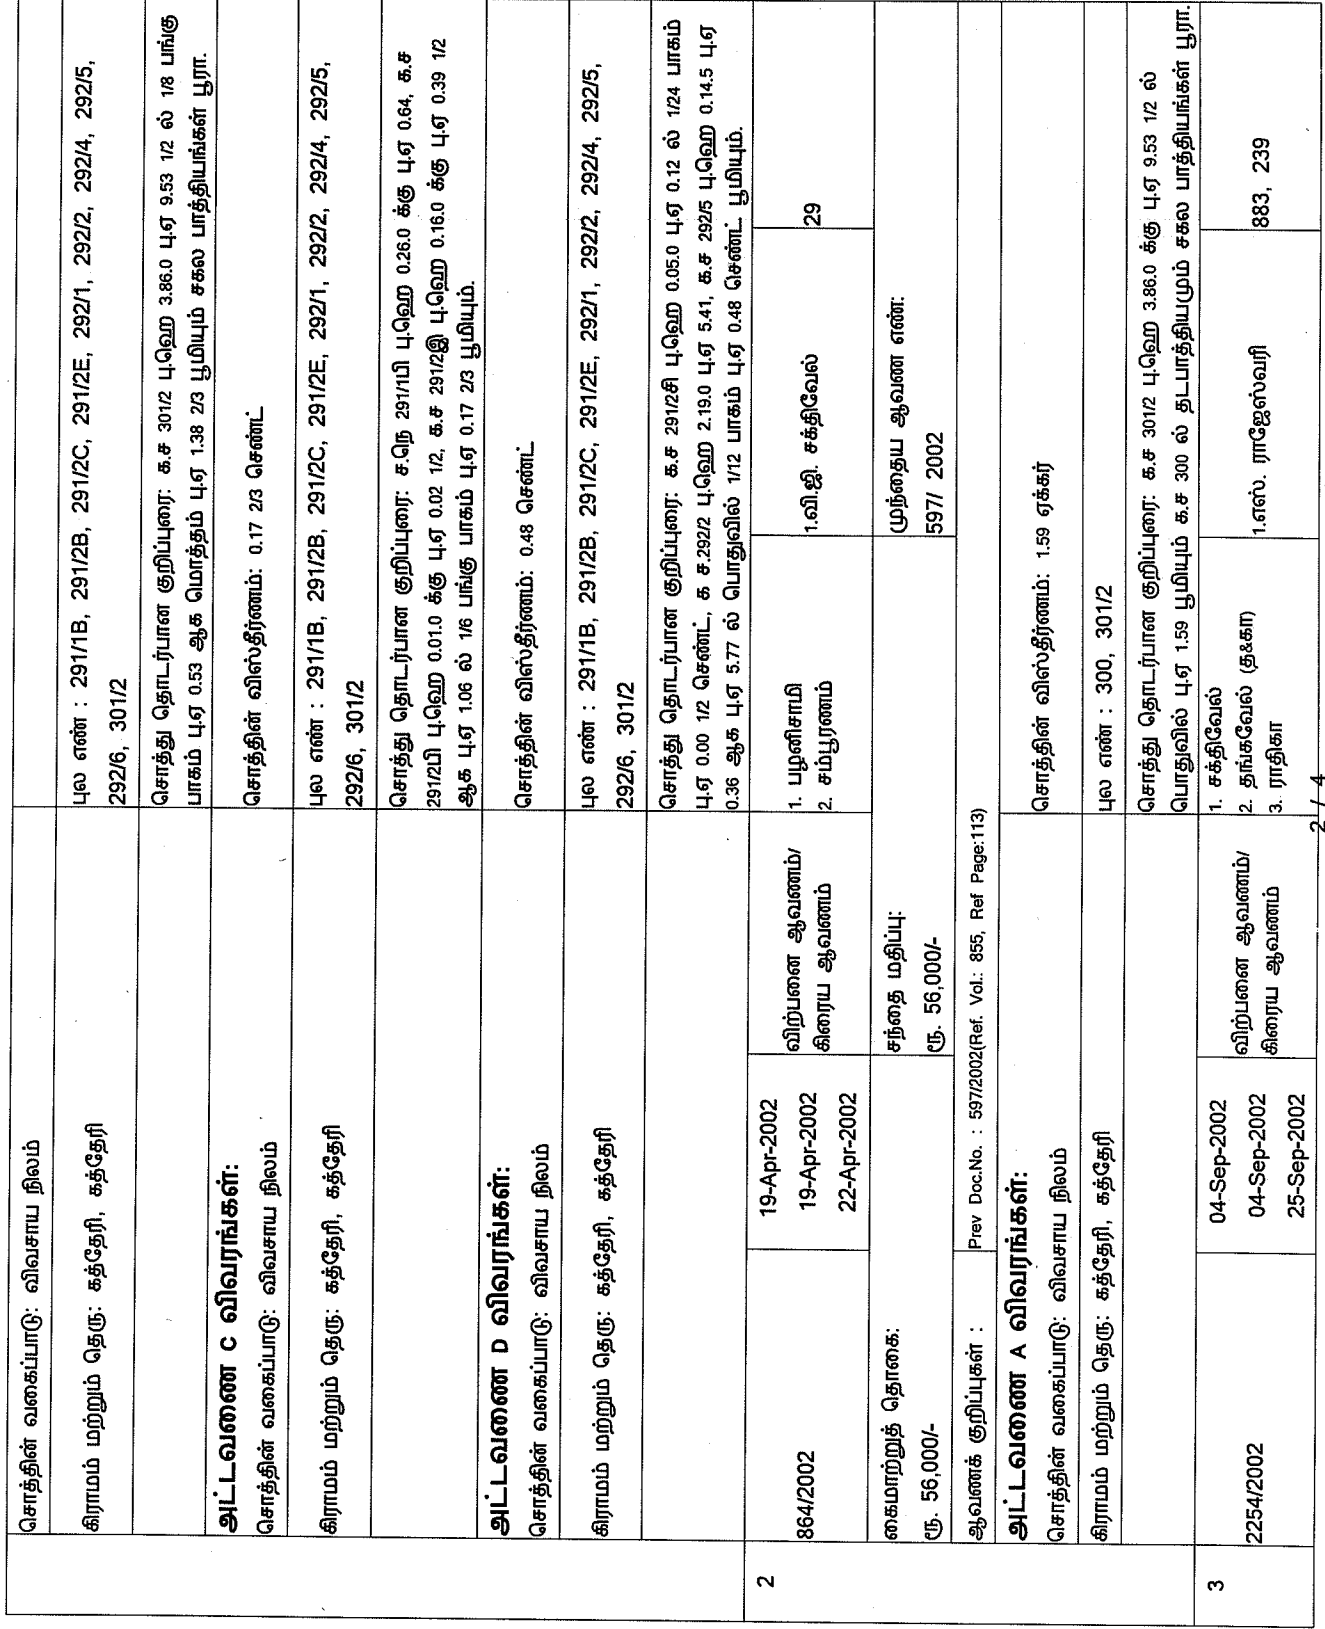 சொத்தின் வகைப்பாடு: விவசாய நிலம்
கிராமம் மற்றும் தெரு: கத்தேரி
புல எண் : 291/1B, 291/2B, 291/2C, 291/2E, 292/1, 292/2, 292/4, 292/5,
292/6, 301/2
சொத்து தொடர்பான குறிப்புரை: க.ச 301/2 பு.ஹெ 3.86.0 பு.ஏ 9.53 1/2 ல் 1/8 பங்கு
பாகம் பு.ஏ 0.53 ஆக மொத்தம் பு.ஏ 1.38 2/3 பூமியும் சகல பாத்தியங்கள் பூரா.
அட்டவணை C விவரங்கள்:
சொத்தின் வகைப்பாடு: விவசாய நிலம்
சொத்தின் விஸ்தீர்ணம்: 0.17 2/3 செண்ட்
கிராமம் மற்றும் தெரு: கத்தேரி
புல எண் : 291/1B, 291/2B, 291/2C, 291/2E, 292/1, 292/2, 292/4, 292/5,
292/6, 301/2
சொத்து தொடர்பான குறிப்புரை: ச.நெ 291/1பி பு.ஹெ 0.26.0 க்கு பு.ஏ 0.64, க.ச
291/2பி பு.ஹெ 0.01.0 க்கு பு.ஏ 0.02 1/2, க.ச 291/2இ பு.ஹெ 0.16.0 க்கு பு.ஏ 0.39 1/2
ஆக பு.ஏ 1.06 ல் 1/6 பங்கு பாகம் பு.ஏ 0.17 2/3 பூமியும்.
அட்டவணை D விவரங்கள்:
சொத்தின் வகைப்பாடு: விவசாய நிலம்
சொத்தின் விஸ்தீர்ணம்: 0.48 செண்ட்
கிராமம் மற்றும் தெரு: கத்தேரி
புல எண் : 291/1B, 291/2B, 291/2C, 291/2E, 292/1, 292/2, 292/4, 292/5,
292/6, 301/2
சொத்து தொடர்பான குறிப்புரை: க.ச 291/2சி பு.ஹெ 0.05.0 பு.ஏ 0.12 ல் 1/24 பாகம்
பு.ஏ 0.00 1/2 செண்ட், க ச.292/2 பு.ஹெ 2.19.0 பு.ஏ 5.41, க.ச 292/5 பு.ஹெ 0.14.5 பு.ஏ
0.36 ஆக பு.ஏ 5.77 ல் பொதுவில் 1/12 பாகம் பு.ஏ 0.48 செண்ட் பூமியும்.
2
864/2002
19-Apr-2002
19-Apr-2002
22-Apr-2002
விற்பனை ஆவணம்/
கிரைய ஆவணம்
1. பழனிசாமி
2. சம்பூரணம்
1.வி.ஜி. சக்திவேல்
29
கைமாற்றுத் தொகை:
ரூ. 56,000/-
சந்தை மதிப்பு:
ரூ. 56,000/-
முந்தைய ஆவண எண்:
597/ 2002
ஆவணக் குறிப்புகள் :
Prev Doc.No. : 597/2002(Ref. Vol.: 855, Ref Page:113)
அட்டவணை A விவரங்கள்:
சொத்தின் வகைப்பாடு: விவசாய நிலம்
சொத்தின் விஸ்தீர்ணம்: 1.59 ஏக்கர்
கிராமம் மற்றும் தெரு: கத்தேரி
புல எண் : 300, 301/2
சொத்து தொடர்பான குறிப்புரை: க.ச 301/2 பு.ஹெ 3.86.0 க்கு பு.ஏ 9.53 1/2 ல்
பொதுவில் பு.ஏ 1.59 பூமியும் க.ச 300 ல் தடபாத்தியமும் சகல பாத்தியங்கள் பூரா.
3
2254/2002
04-Sep-2002
04-Sep-2002
25-Sep-2002
விற்பனை ஆவணம்/
கிரைய ஆவணம்
1. சக்திவேல்
2. தங்கவேல் (த&கா)
3. ராதிகா
1.எஸ். ராஜேஸ்வரி
883, 239
2 / 4